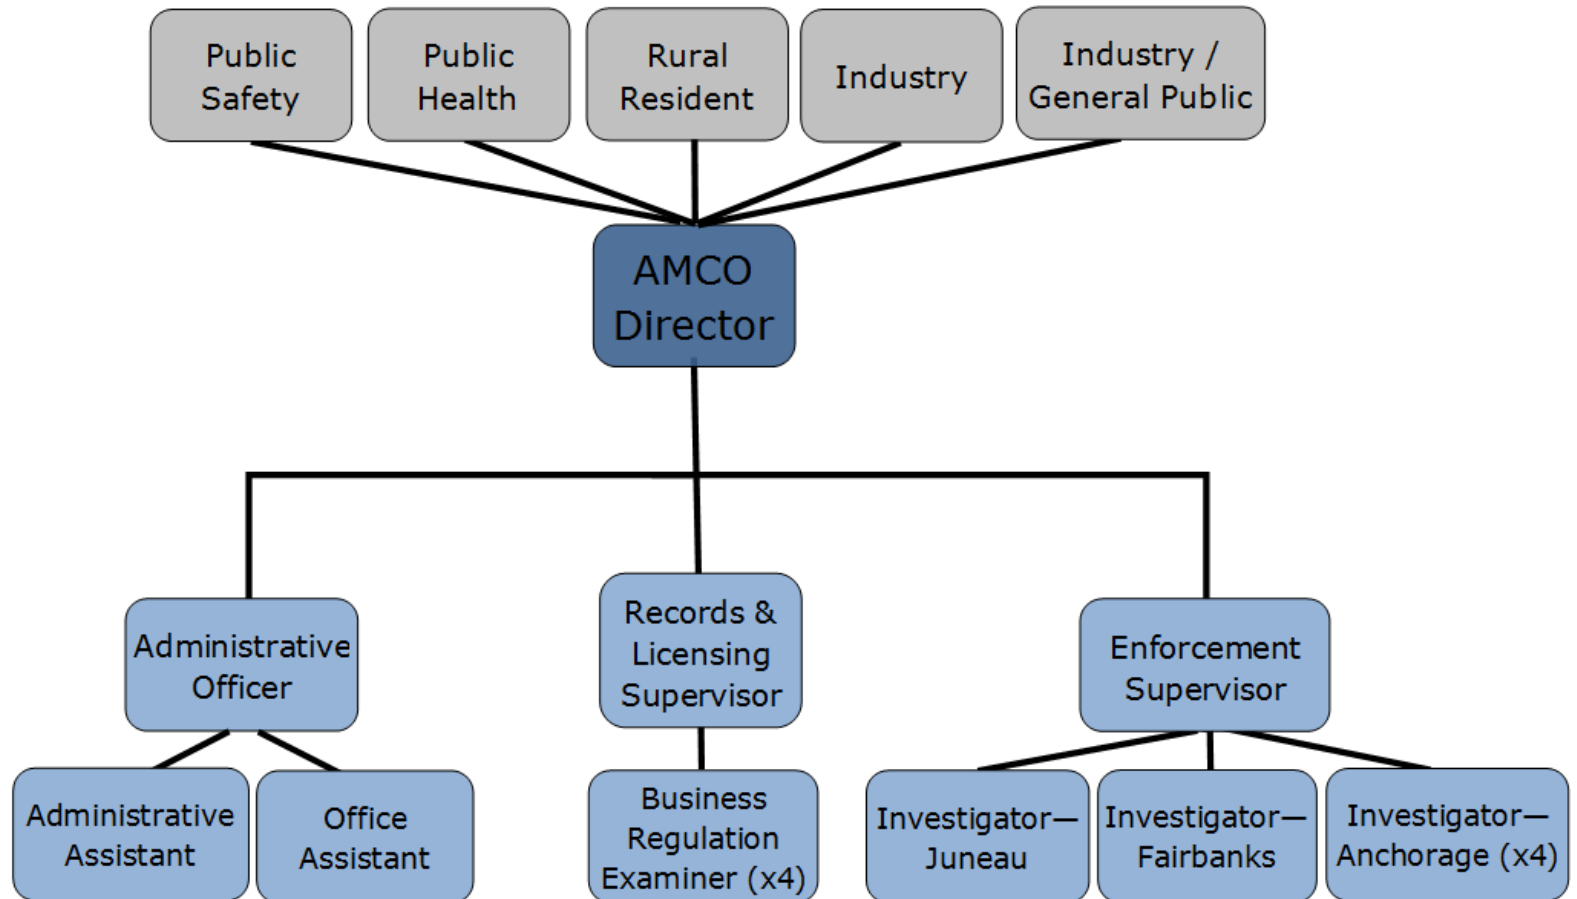 Public
Safety
Public
Health
Rural
Resident
Industry
Industry /
General Public
AMCO
Director
Administrative
Officer
Records &
Licensing
Supervisor
Enforcement
Supervisor
Administrative
Assistant
Office
Assistant
Business
Regulation
Examiner (x4)
Investigator—
Juneau
Investigator—
Fairbanks
Investigator—
Anchorage (x4)